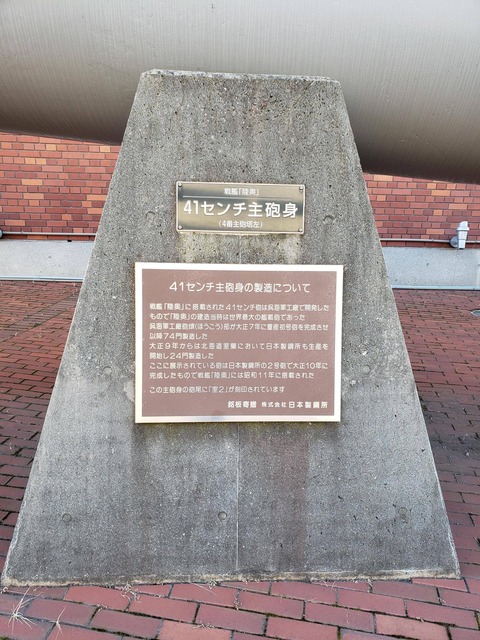 戦艦「陸奥」
41センチ主砲身
(4番主砲塔左)
41センチ主砲身の製造について
戦艦「陸奥」に搭載された41センチ砲は呉海軍工廠で開発した
もので「陸奥」の建造当時は世界最大の艦載砲であった
呉海軍工廠砲熕(ほうこう)部が大正7年に量産初号砲を完成させ
以降74門製造した
大正9年からは北海道室蘭において日本製鋼所も生産を
開始し24門製造した
ここに展示されている砲は日本製鋼所の2号砲で大正10年に
完成したもので戦艦「陸奥」には昭和11年に搭載された
この主砲身の砲尾に「室2」が刻印されています
銘板寄贈 株式会社 日本製鋼所